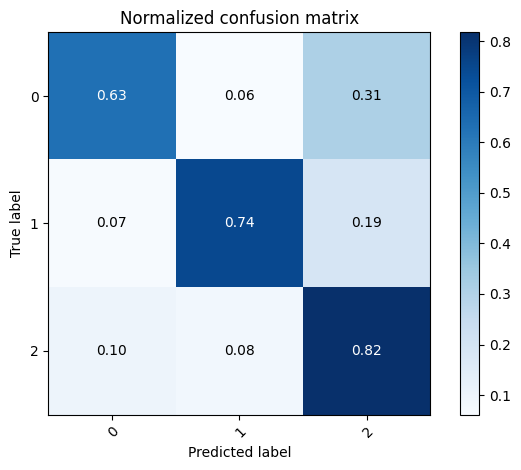 Normalized confusion matrix
True label
0 0.63 0.06 0.31
1 0.07 0.74 0.19
2 0.10 0.08 0.82
0 1 2
Predicted label
0.8
0.7
0.6
0.5
0.4
0.3
0.2
0.1